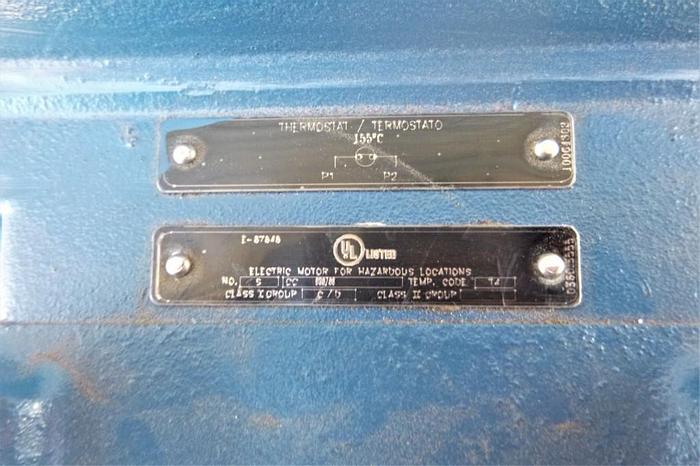 THERMOSTAT / TERMOSTATO
155°C
P1 P2
UL LISTED
ELECTRIC MOTOR FOR HAZARDOUS LOCATIONS
NO. S CC TEMP. CODE
CLASS I GROUP C/D CLASS II GROUP